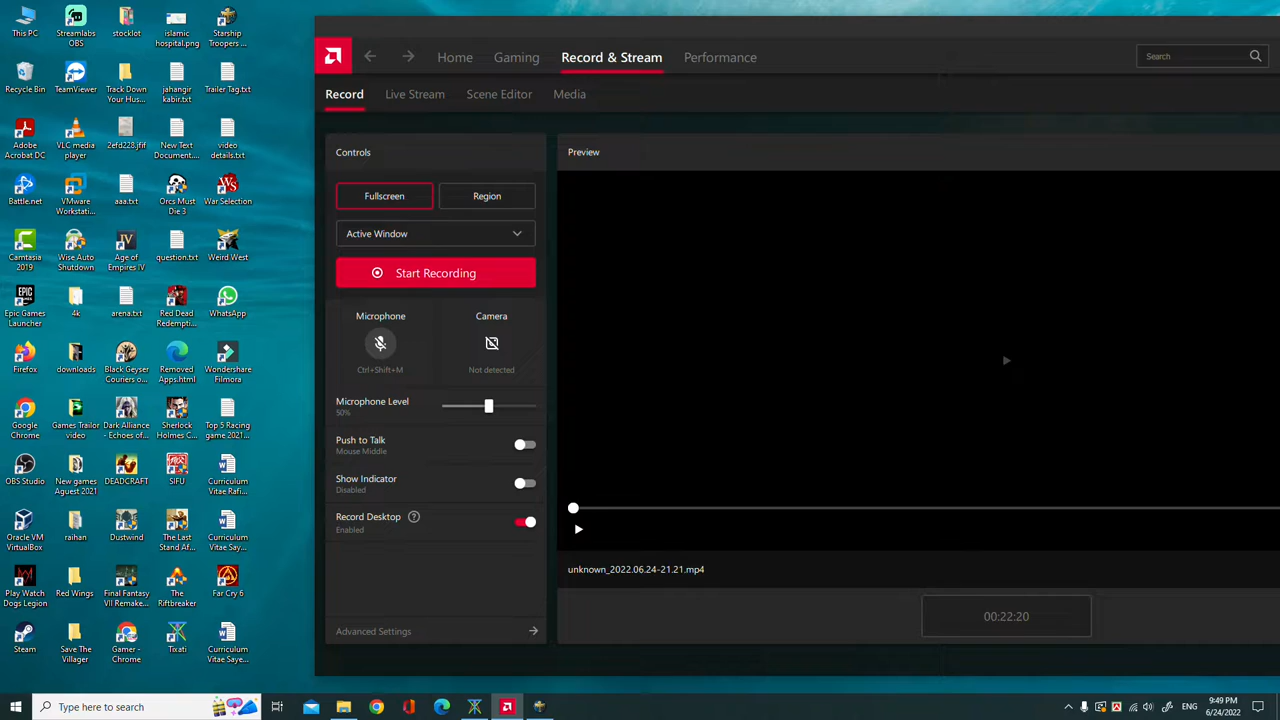 This PC
Streamlabs
OBS
stocklot
islamic
hospital.png
Starship
Troopers ...
Recycle Bin
TeamViewer
Track Down
Your Hus...
jahangir
kabir.txt
Trailer Tag.txt
Adobe
Acrobat DC
VLC media
player
2efd228.jfif
New Text
Document....
video
details.txt
Battle.net
VMware
Workstati...
aaa.txt
Orcs Must
Die 3
War Selection
Camtasia
2019
Wise Auto
Shutdown
Age of
Empires IV
question.txt
Weird.West
Epic Games
Launcher
4k
arena.txt
Red Dead
Redempti...
WhatsApp
Firefox
downloads
Black Geyser
Couriers o...
Removed
Apps.html
Wondershare
Filmora
Google
Chrome
Games Trailor
video
Dark Alliance
- Echoes of...
Sherlock
Holmes C...
Top 5 Racing
game 2021...
OBS Studio
New games
Aguest 2021
DEADCRAFT
SIFU
Curriculum
Vitae Rafi...
Oracle VM
VirtualBox
raihan
Dustwind
The Last
Stand Af...
Curriculum
Vitae Say...
Play Watch
Dogs Legion
Red Wings
Final Fantasy
VII Remake...
The
Riftbreaker
Far Cry 6
Steam
Save The
Villager
Gamer -
Chrome
Tixati
Curriculum
Vitae Saye...
Home
Gaming
Record & Stream
Performance
Search
Record
Live Stream
Scene Editor
Media
Controls
Fullscreen
Region
Active Window
Start Recording
Microphone
Camera
Ctrl+Shift+M
Not detected
Microphone Level
50%
Push to Talk
Mouse Middle
Show Indicator
Disabled
Record Desktop
Enabled
Advanced Settings
Preview
unknown_2022.06.24-21.21.mp4
00:22:20
Type here to search
ENG
9:49 PM
6/24/2022